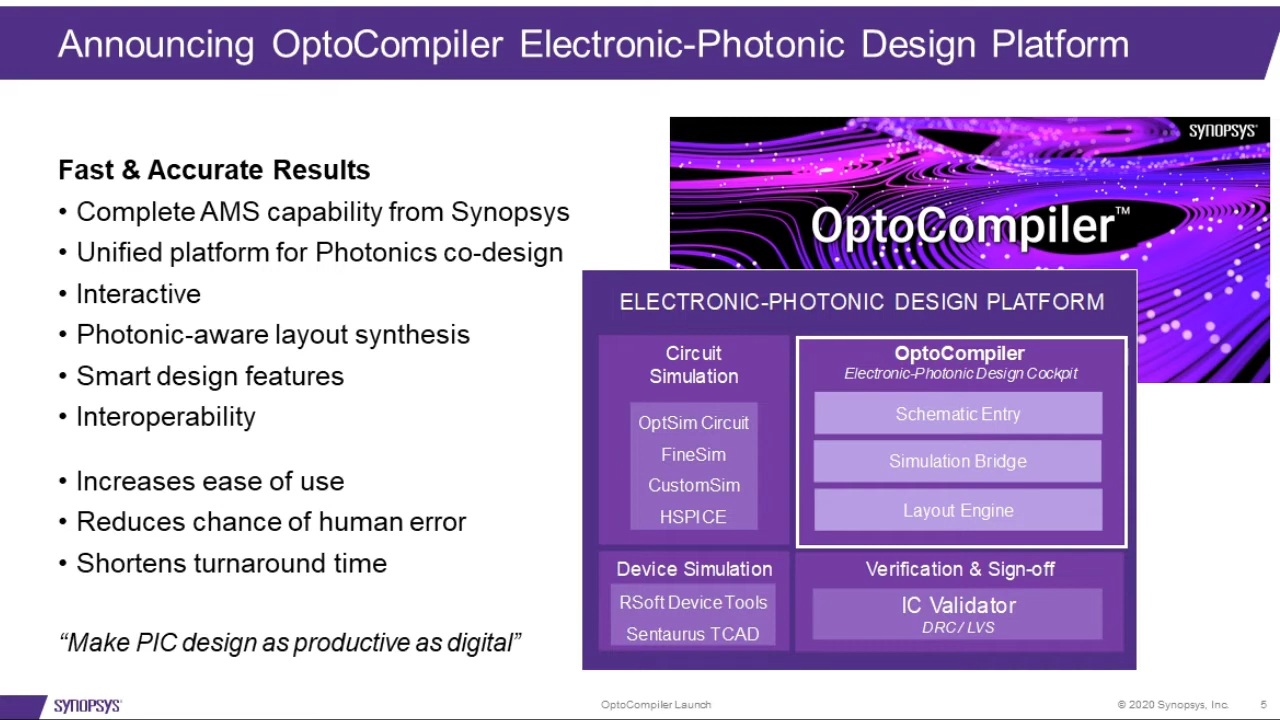 Announcing OptoCompiler Electronic-Photonic Design Platform
Fast & Accurate Results
• Complete AMS capability from Synopsys
• Unified platform for Photonics co-design
• Interactive
• Photonic-aware layout synthesis
• Smart design features
• Interoperability
• Increases ease of use
• Reduces chance of human error
• Shortens turnaround time
“Make PIC design as productive as digital”
SYNOPSYS®
OptoCompiler™
ELECTRONIC-PHOTONIC DESIGN PLATFORM
Circuit
Simulation
OptSim Circuit
FineSim
CustomSim
HSPICE
OptoCompiler
Electronic-Photonic Design Cockpit
Schematic Entry
Simulation Bridge
Layout Engine
Device Simulation
RSoft Device Tools
Sentaurus TCAD
Verification & Sign-off
IC Validator
DRC / LVS
SYNOPSYS®
OptoCompiler Launch
© 2020 Synopsys, Inc.
5